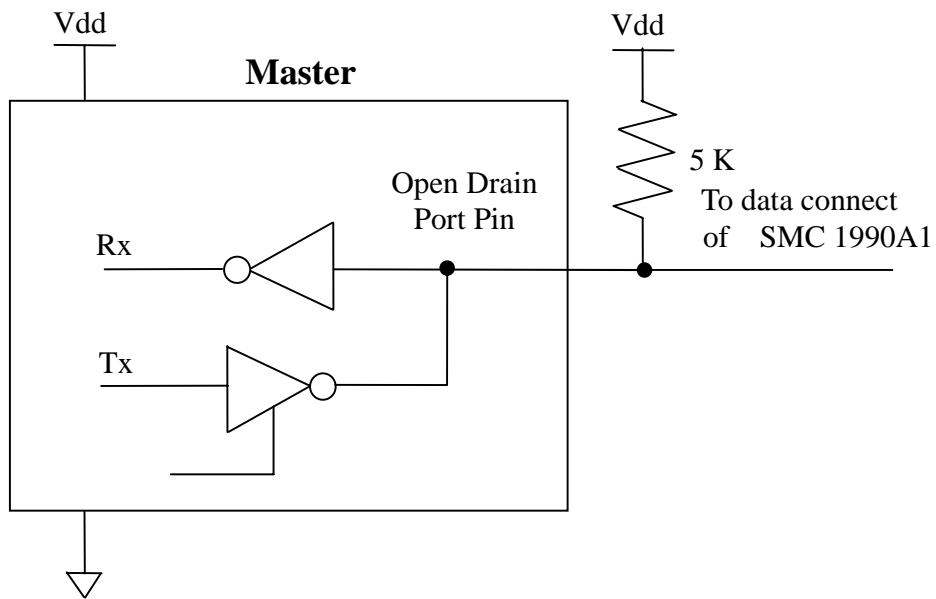 Vdd
Vdd
Master
5 K
Open Drain
Port Pin
To data connect
of SMC 1990A1
Rx
Tx